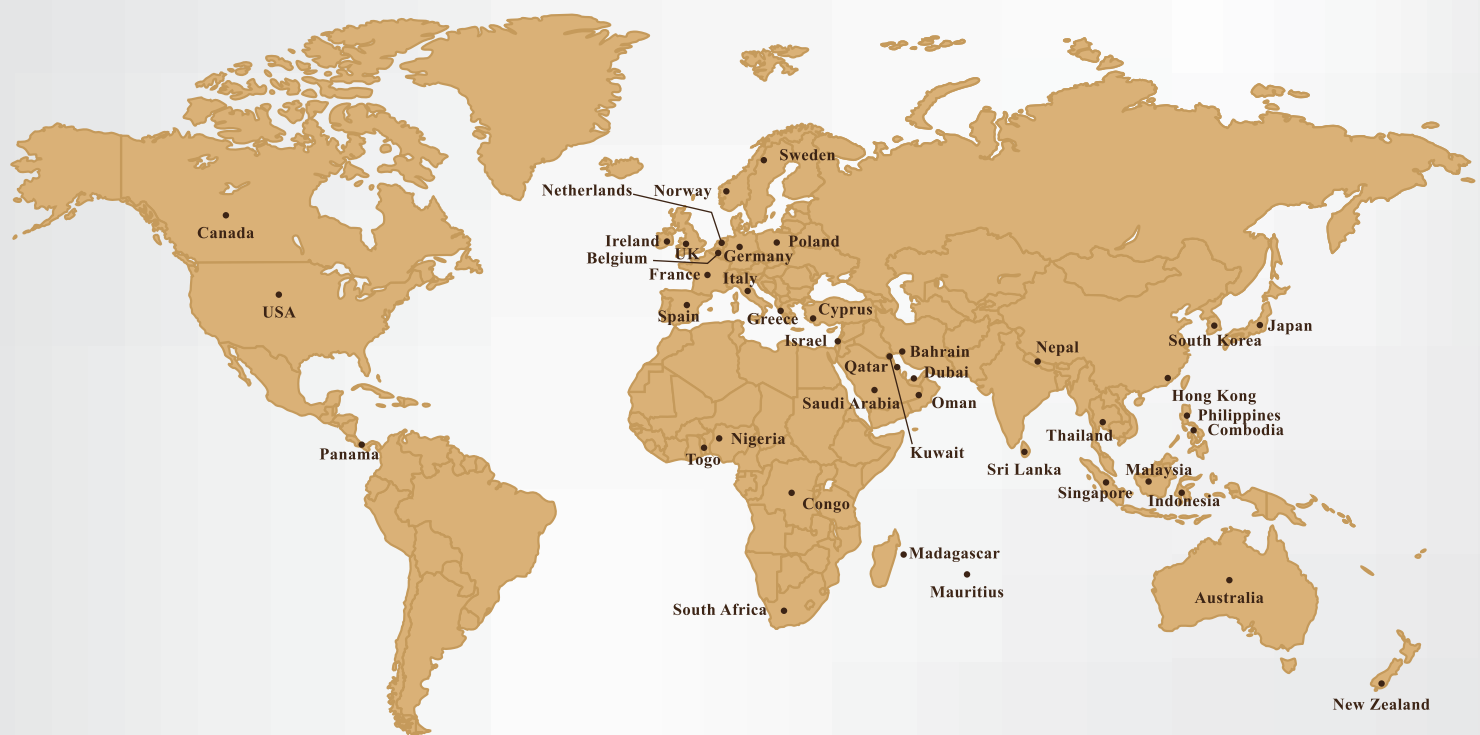 Sweden
Netherlands
Norway
Canada
Ireland
UK
Poland
Belgium
Germany
France
Italy
USA
Spain
Greece
Cyprus
Israel
Japan
South Korea
Nepal
Bahrain
Qatar
Dubai
Saudi Arabia
Oman
Hong Kong
Philippines
Combodia
Thailand
Nigeria
Togo
Panama
Kuwait
Sri Lanka
Malaysia
Singapore
Indonesia
Congo
Madagascar
Mauritius
Australia
South Africa
New Zealand